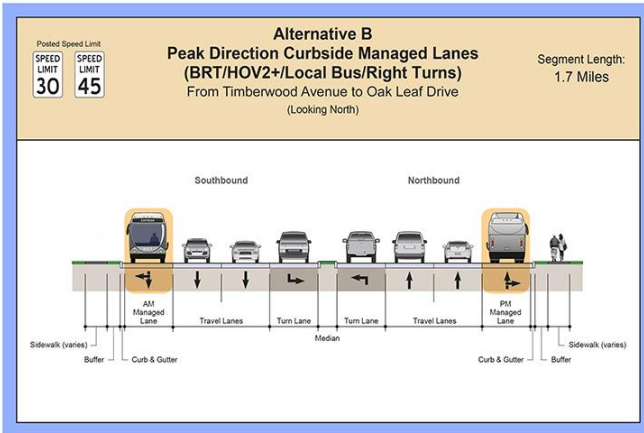 Alternative B
Peak Direction Curbside Managed Lanes
(BRT/HOV2+/Local Bus/Right Turns)
From Timberwood Avenue to Oak Leaf Drive
(Looking North)
Posted Speed Limit
SPEED
LIMIT
30
SPEED
LIMIT
45
Segment Length:
1.7 Miles
Southbound
Northbound
AM
Managed
Lane
Travel Lanes
Turn Lane
Turn Lane
Travel Lanes
PM
Managed
Lane
Median
Sidewalk (varies)
Buffer
Curb & Gutter
Curb & Gutter
Buffer
Sidewalk (varies)